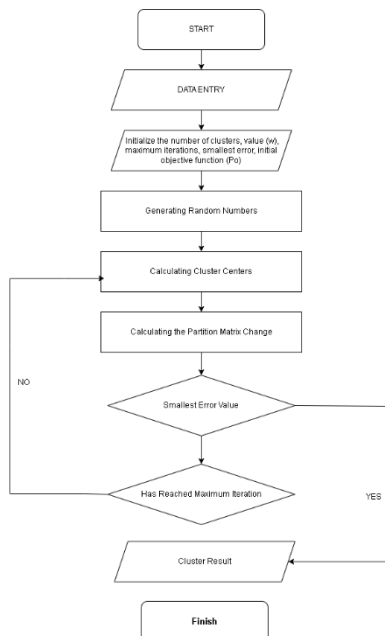 START
DATA ENTRY
Initialize the number of clusters, value (w),
maximum iterations, smallest error, initial
objective function (Po)
Generating Random Numbers
Calculating Cluster Centers
Calculating the Partition Matrix Change
NO
Smallest Error Value
Has Reached Maximum Iteration
YES
Cluster Result
Finish